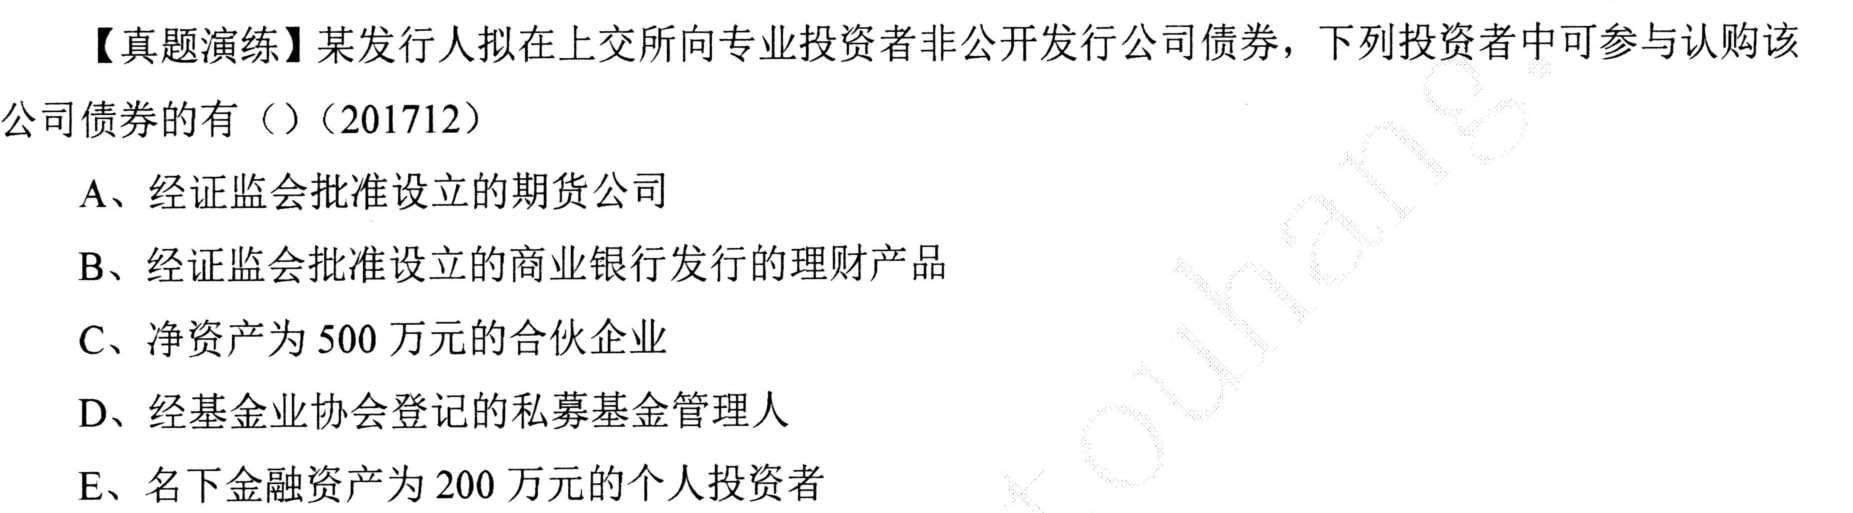 【真题演练】某发行人拟在上交所向专业投资者非公开发行公司债券，下列投资者中可参与认购该
公司债券的有（）（201712）
A、经证监会批准设立的期货公司
B、经证监会批准设立的商业银行发行的理财产品
C、净资产为 500 万元的合伙企业
D、经基金业协会登记的私募基金管理人
E、名下金融资产为 200 万元的个人投资者
touhang.